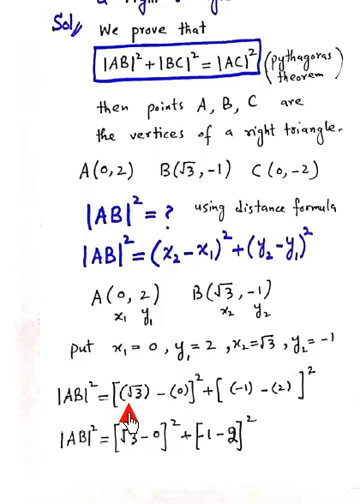 Sol//
We prove that
|AB|² + |BC|² = |AC|² (pythagoras theorem)
then points A, B, C are
the vertices of a right triangle.
A(0,2) B(√3,-1) C(0,-2)
|AB|² = ? using distance formula
|AB|² = (x₂-x₁)² + (y₂-y₁)²
A(0, 2) B(√3, -1)
x₁ y₁ x₂ y₂
put x₁ = 0, y₁ = 2, x₂ = √3, y₂ = -1
|AB|² = [(√3) - (0)]² + [(-1) - (2)]²
|AB|² = [√3 - 0]² + [-1 - 2]²